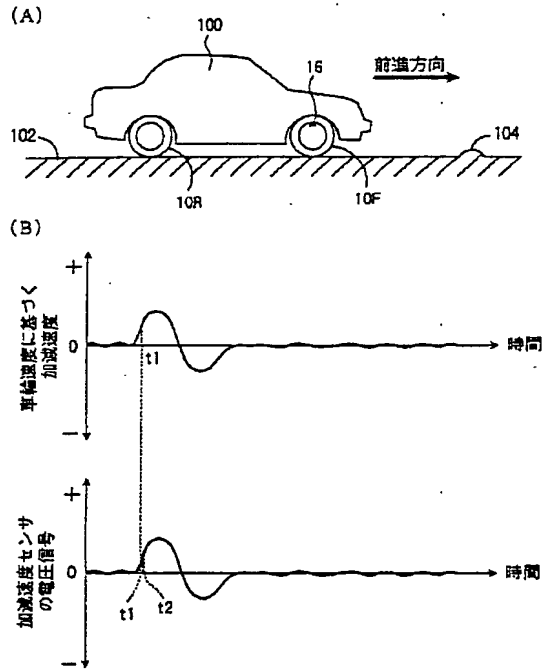 (A)
100
前進方向
16
102
104
10R
10F
(B)
+
車輪速度に基づく
加減速度
0
t1
時間
−
+
加減速度センサ
の電圧信号
0
t1
t2
時間
−